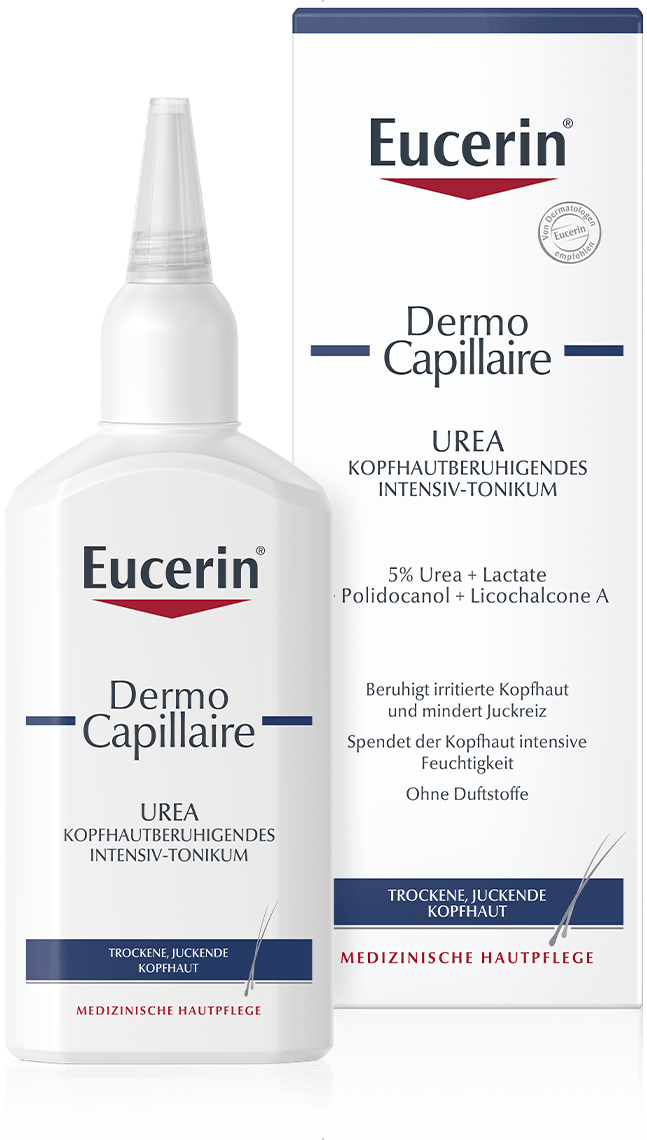 Eucerin®
Von Dermatologen
Eucerin
empfohlen
Dermo
Capillaire
UREA
KOPFHAUTBERUHIGENDES
INTENSIV-TONIKUM
5% Urea + Lactate
Polidocanol + Licochalcone A
Beruhigt irritierte Kopfhaut
und mindert Juckreiz
Spendet der Kopfhaut intensive
Feuchtigkeit
Ohne Duftstoffe
TROCKENE, JUCKENDE
KOPFHAUT
MEDIZINISCHE HAUTPFLEGE
Eucerin®
Dermo
Capillaire
UREA
KOPFHAUTBERUHIGENDES
INTENSIV-TONIKUM
TROCKENE, JUCKENDE
KOPFHAUT
MEDIZINISCHE HAUTPFLEGE